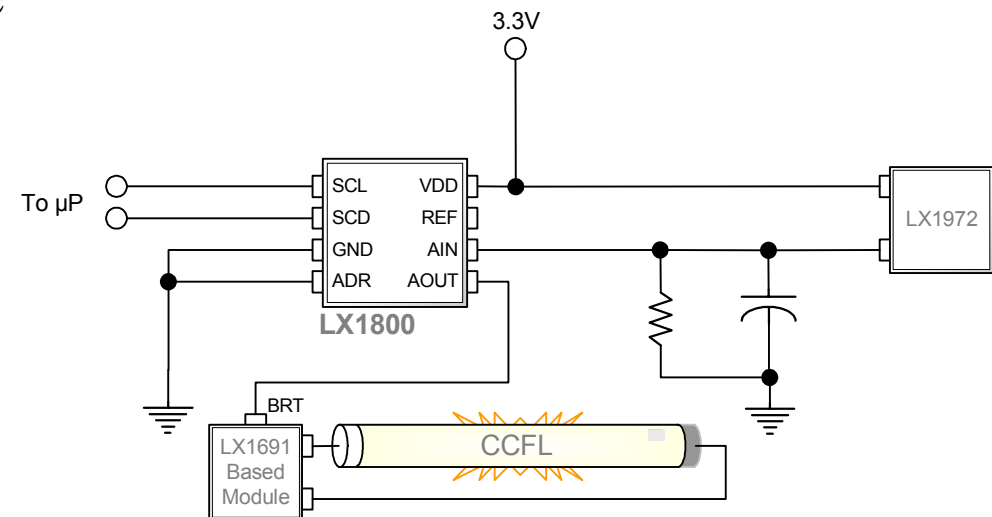 3.3V
To µP
SCL
SCD
GND
ADR
VDD
REF
AIN
AOUT
LX1800
LX1972
BRT
LX1691
Based
Module
CCFL